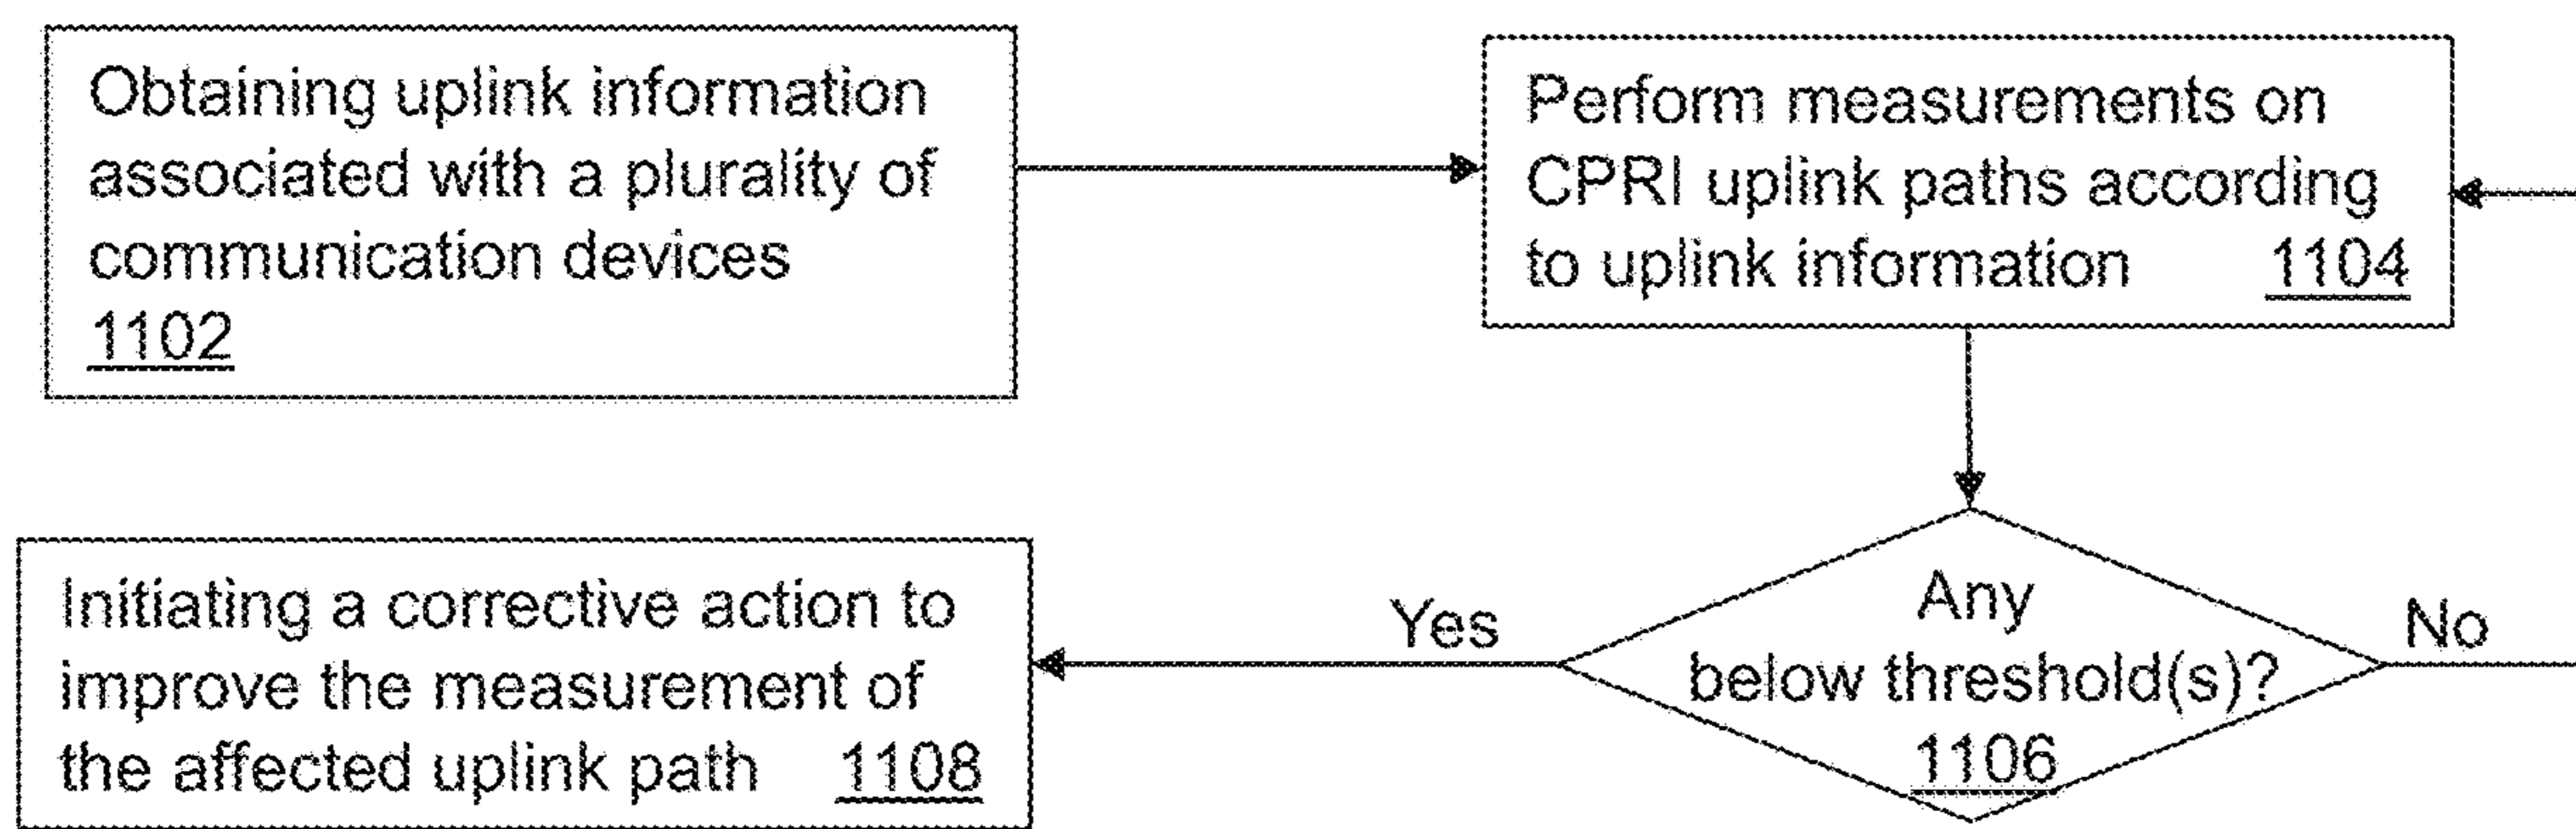 Obtaining uplink information
associated with a plurality of
communication devices
1102
Perform measurements on
CPRI uplink paths according
to uplink information 1104
Any
below threshold(s)?
1106
Yes
No
Initiating a corrective action to
improve the measurement of
the affected uplink path 1108